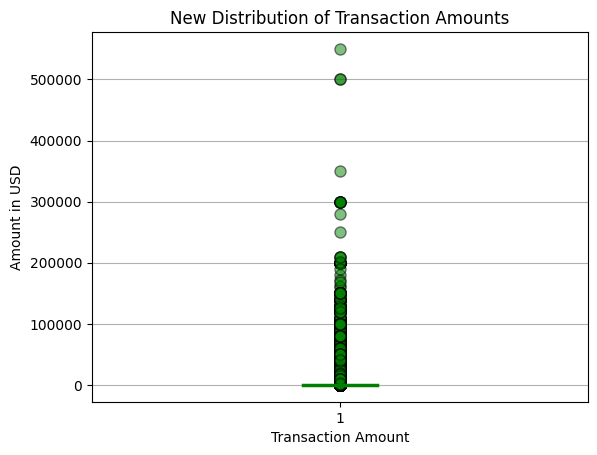 New Distribution of Transaction Amounts
Amount in USD
500000
400000
300000
200000
100000
0
1
Transaction Amount